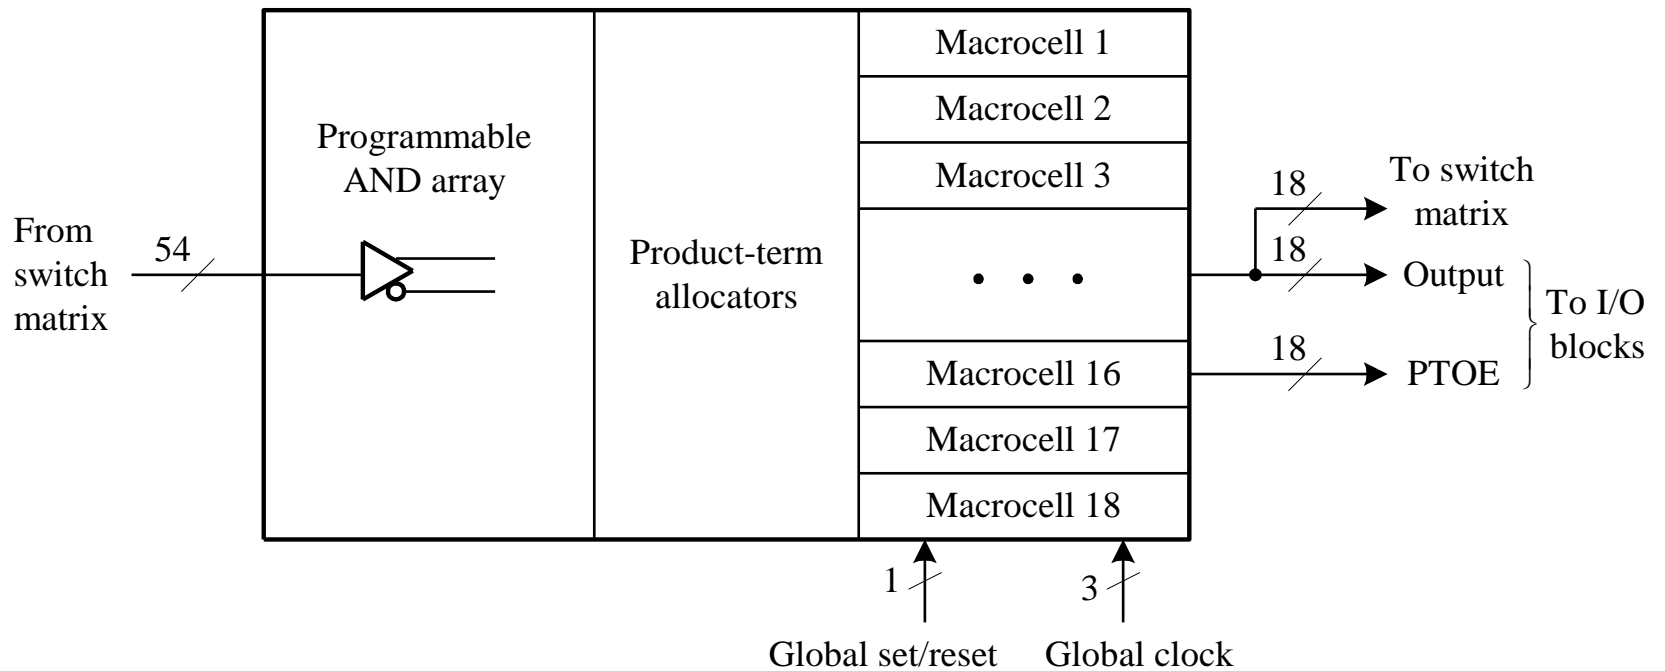 Macrocell 1
Macrocell 2
Macrocell 3
Programmable
AND array
From
switch
matrix
54
Product-term
allocators
18
To switch
matrix
18
Output
To I/O
blocks
18
PTOE
Macrocell 16
Macrocell 17
Macrocell 18
1
3
Global set/reset
Global clock